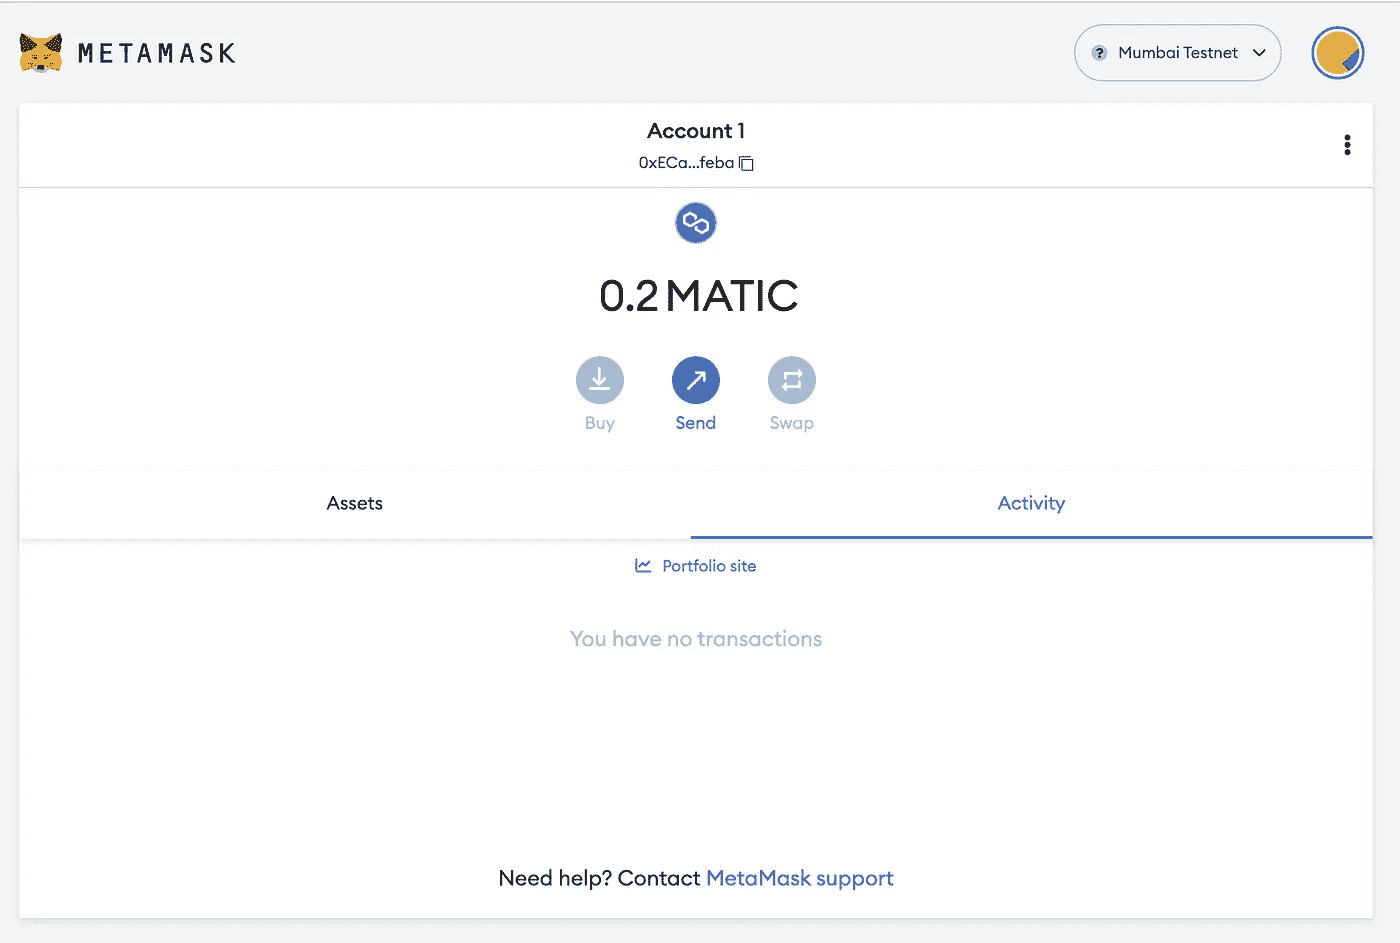 METAMASK
? Mumbai Testnet
Account 1
0xECa...feba
0.2 MATIC
Buy Send Swap
Assets Activity
Portfolio site
You have no transactions
Need help? Contact MetaMask support